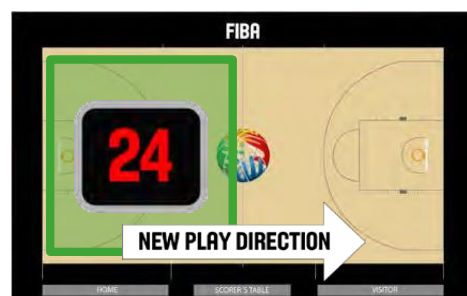 FIBA
24
NEW PLAY DIRECTION
HOME
SCORER'S TABLE
VISITOR